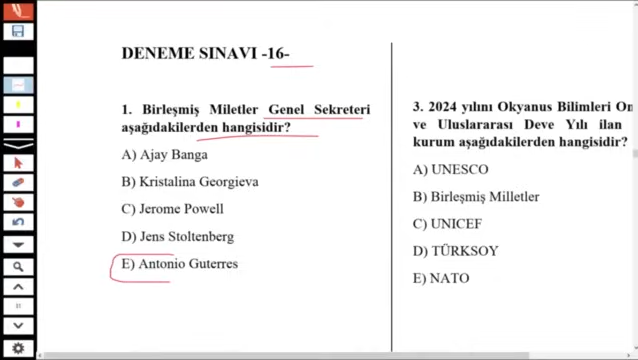 DENEME SINAVI -16-
1. Birleşmiş Miletler Genel Sekreteri
aşağıdakilerden hangisidir?
A) Ajay Banga
B) Kristalina Georgieva
C) Jerome Powell
D) Jens Stoltenberg
E) Antonio Guterres
3. 2024 yılını Okyanus Bilimleri On
ve Uluslararası Deve Yılı ilan
kurum aşağıdakilerden hangisidir?
A) UNESCO
B) Birleşmiş Milletler
C) UNICEF
D) TÜRKSOY
E) NATO